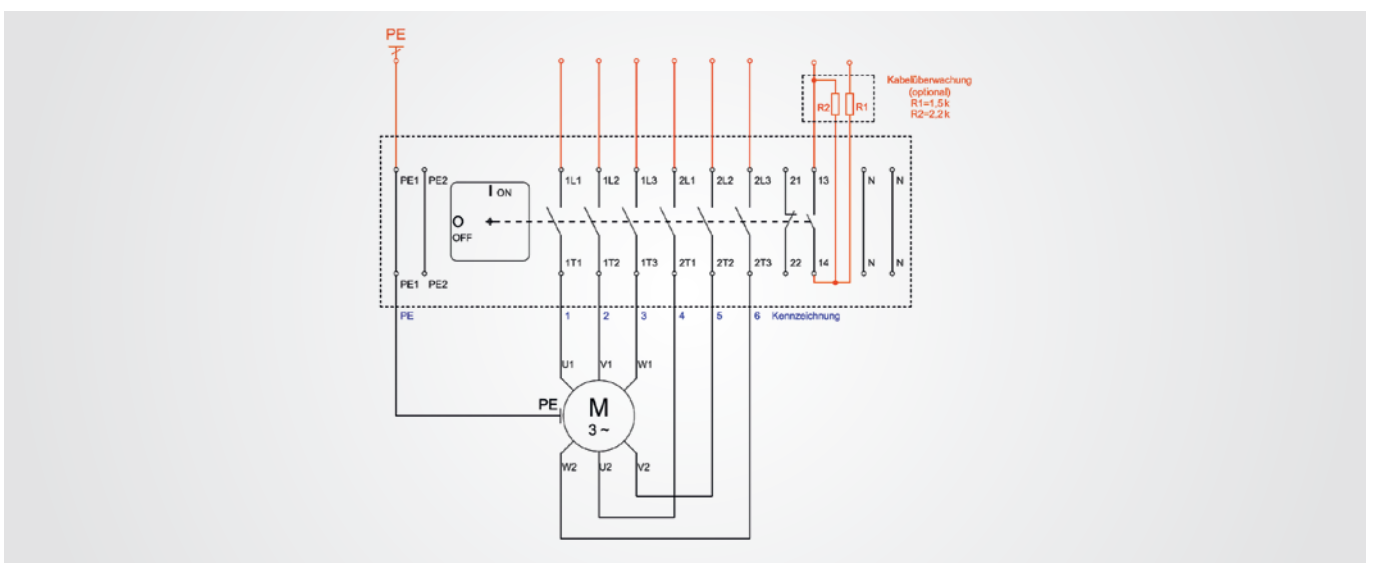 PE
Kabelüberwachung
(optional)
R1=1,5k
R2=2,2k
R2 R1
PE1 PE2 1L1 1L2 1L3 2L1 2L2 2L3 21 13 N N
I ON
O
OFF
1T1 1T2 1T3 2T1 2T2 2T3 22 14 N N
PE1 PE2
PE 1 2 3 4 5 6 Kennzeichnung
U1 V1 W1
PE M
3 ~
W2 U2 V2